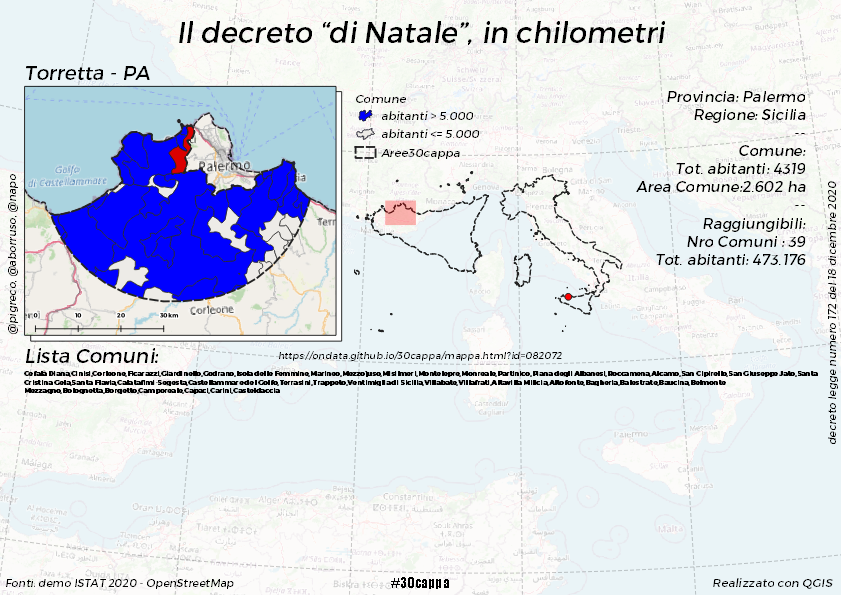 Il decreto “di Natale”, in chilometri
Torretta - PA
Golfo
di Castellammare
Palermo
Term
Corleone
0 10 20 30 km
Comune
abitanti > 5.000
abitanti <= 5.000
Aree30cappa
Provincia: Palermo
Regione: Sicilia
--
Comune:
Tot. abitanti: 4319
Area Comune:2.602 ha
--
Raggiungibili:
Nro Comuni : 39
Tot. abitanti: 473.176
@pigreco, @aborruso, @napo
decreto legge numero 172 del 18 dicembre 2020
Lista Comuni:
https://ondata.github.io/30cappa/mappa.html?id=082072
Cefalà Diana,Cinisi,Corleone,Ficarazzi,Giardinello,Godrano,Isola delle Femmine,Marineo,Mezzojuso,Misilmeri,Montelepre,Monreale,Partinico,Piana degli Albanesi,Roccamena,Alcamo,San Cipirello,San Giuseppe Jato,Santa
Cristina Gela,Santa Flavia,Calatafimi-Segesta,Castellammare del Golfo,Terrasini,Trappeto,Ventimiglia di Sicilia,Villabate,Villafrati,Altavilla Milicia,Altofonte,Bagheria,Balestrate,Baucina,Belmonte
Mezzagno,Bolognetta,Borgetto,Camporeale,Capaci,Carini,Casteldaccia
Constantine
Malta
Fonti: demo ISTAT 2020 - OpenStreetMap
#30cappa
Realizzato con QGIS